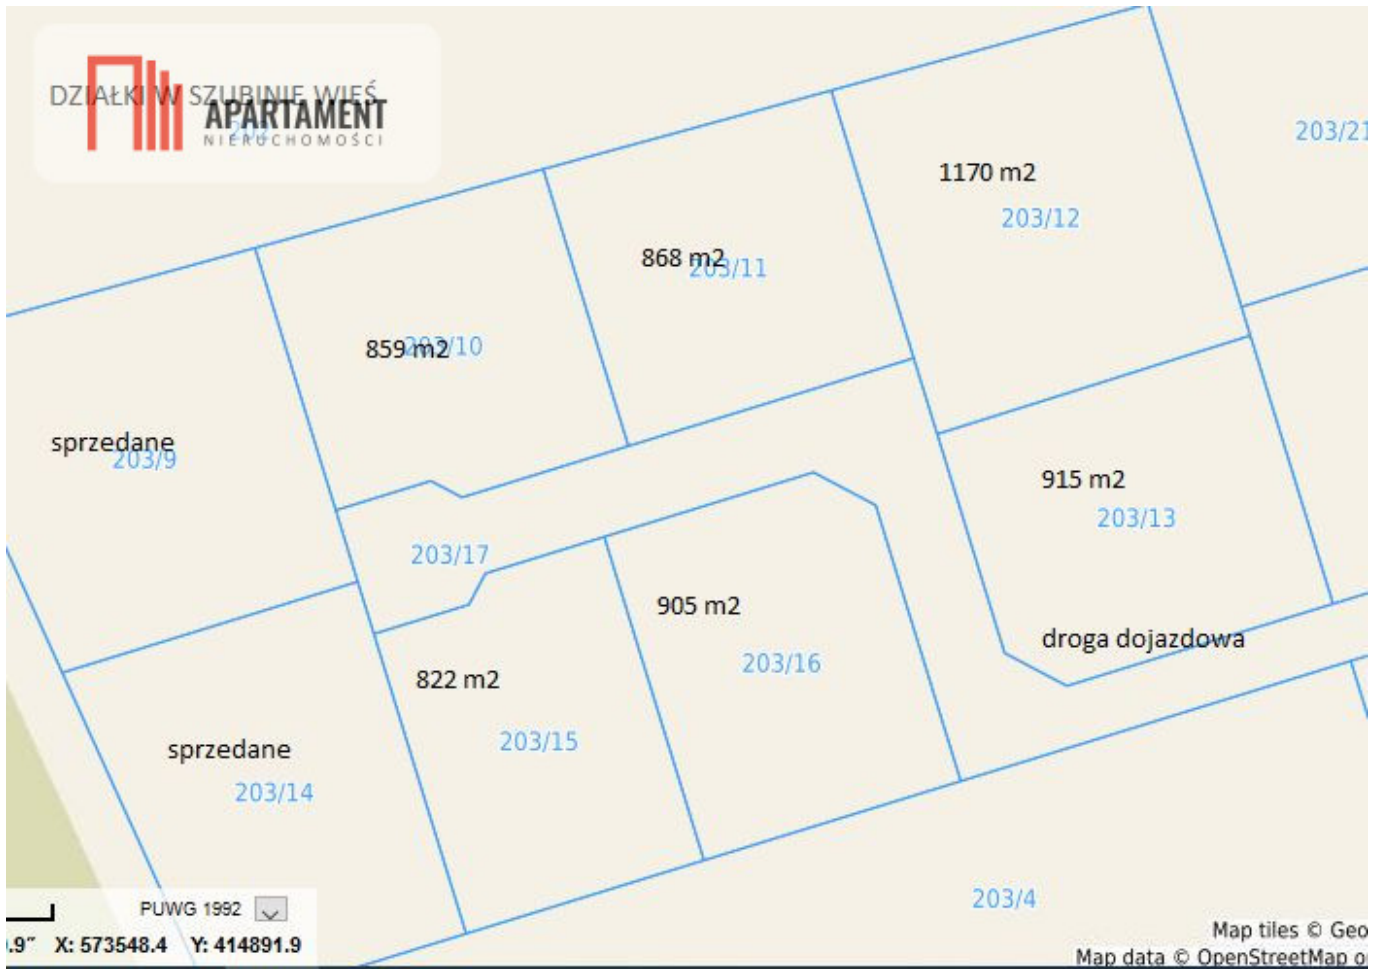 DZIAŁKI W SZUBINIE WIEŚ
APARTAMENT
NIERUCHOMOŚCI
202
203/21
1170 m2
203/12
868 m2
203/11
859 m2
203/10
sprzedane
203/9
915 m2
203/13
203/17
905 m2
203/16
droga dojazdowa
822 m2
203/15
sprzedane
203/14
203/4
PUWG 1992
.9″ X: 573548.4 Y: 414891.9
Map tiles © Geo
Map data © OpenStreetMap